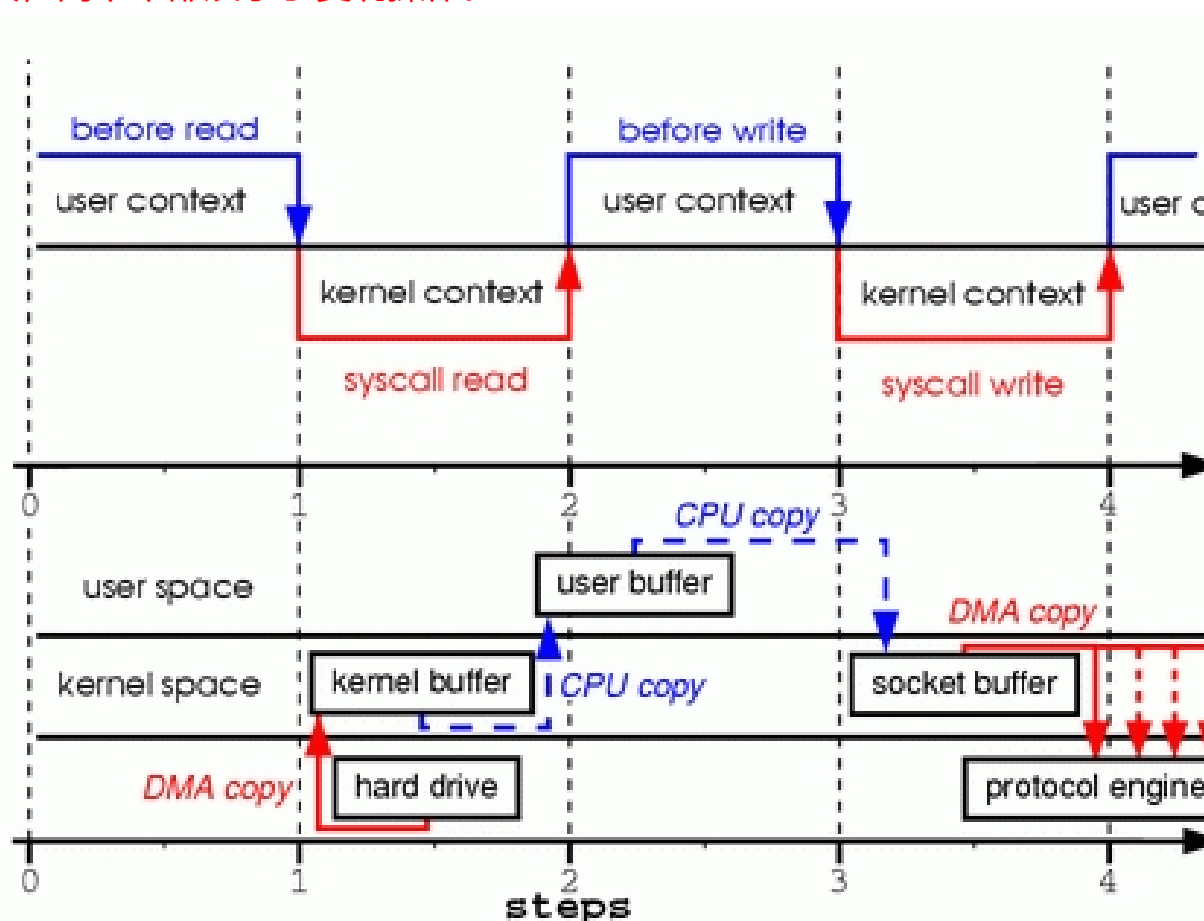 before read
before write
user context
user context
user c
kernel context
kernel context
syscall read
syscall write
0 1 2 3 4
CPU copy
user space
user buffer
DMA copy
kernel space
kernel buffer
CPU copy
socket buffer
DMA copy
hard drive
protocol engine
0 1 2 3 4
steps